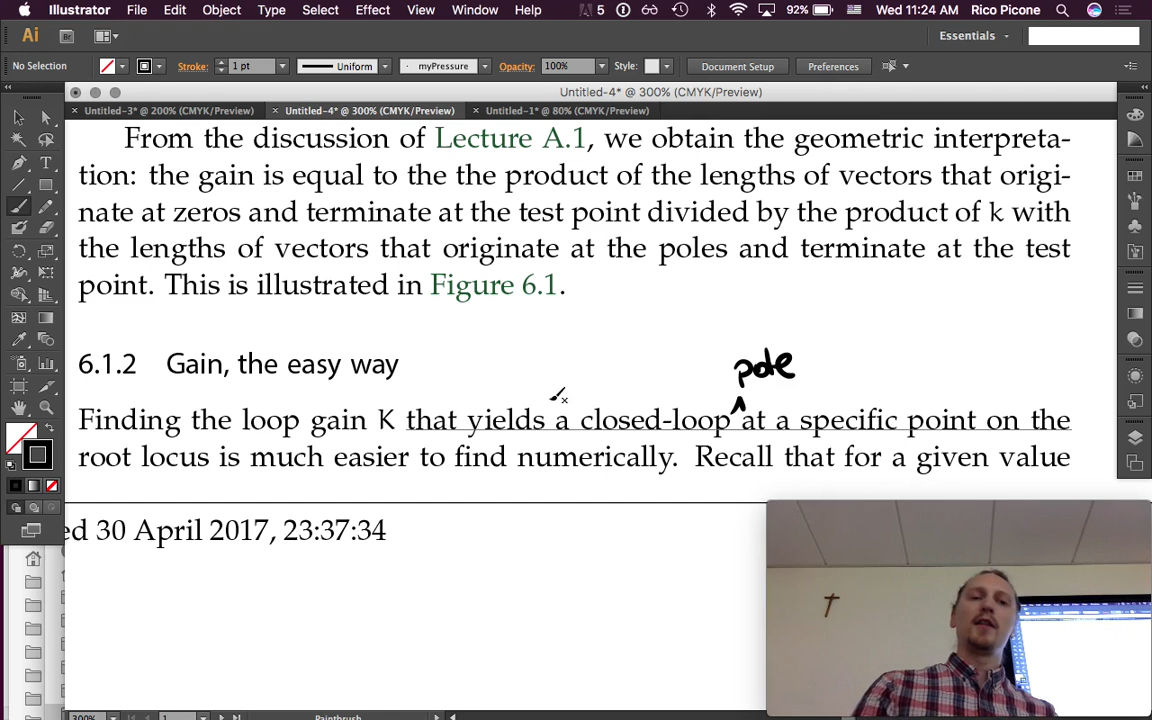 Illustrator File Edit Object Type Select Effect View Window Help 5 92% Wed 11:24 AM Rico Picone
Ai Br Essentials
No Selection Stroke: 1 pt Uniform myPressure Opacity: 100% Style: Document Setup Preferences
Untitled-4* @ 300% (CMYK/Preview)
Untitled-3* @ 200% (CMYK/Preview) Untitled-4* @ 300% (CMYK/Preview) Untitled-1* @ 80% (CMYK/Preview)
From the discussion of Lecture A.1, we obtain the geometric interpreta-
tion: the gain is equal to the the product of the lengths of vectors that origi-
nate at zeros and terminate at the test point divided by the product of k with
the lengths of vectors that originate at the poles and terminate at the test
point. This is illustrated in Figure 6.1.
6.1.2 Gain, the easy way
pole
Finding the loop gain K that yields a closed-loop ^ at a specific point on the
root locus is much easier to find numerically. Recall that for a given value
ed 30 April 2017, 23:37:34
300% 1 Paintbrush